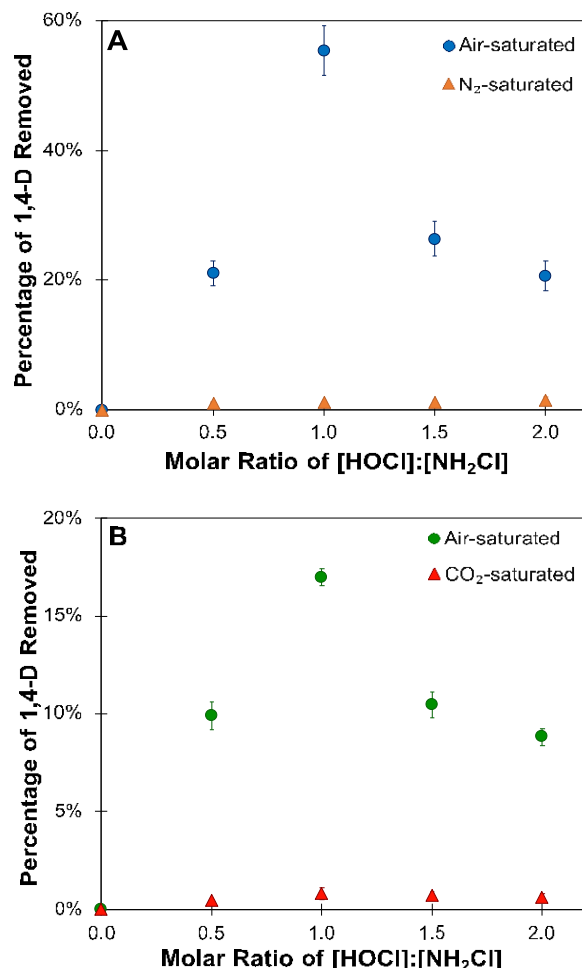 A
Air-saturated
N₂-saturated
Percentage of 1,4-D Removed
60%
40%
20%
0%
0.0 0.5 1.0 1.5 2.0
Molar Ratio of [HOCl]:[NH₂Cl]
B
Air-saturated
CO₂-saturated
Percentage of 1,4-D Removed
20%
15%
10%
5%
0%
0.0 0.5 1.0 1.5 2.0
Molar Ratio of [HOCl]:[NH₂Cl]